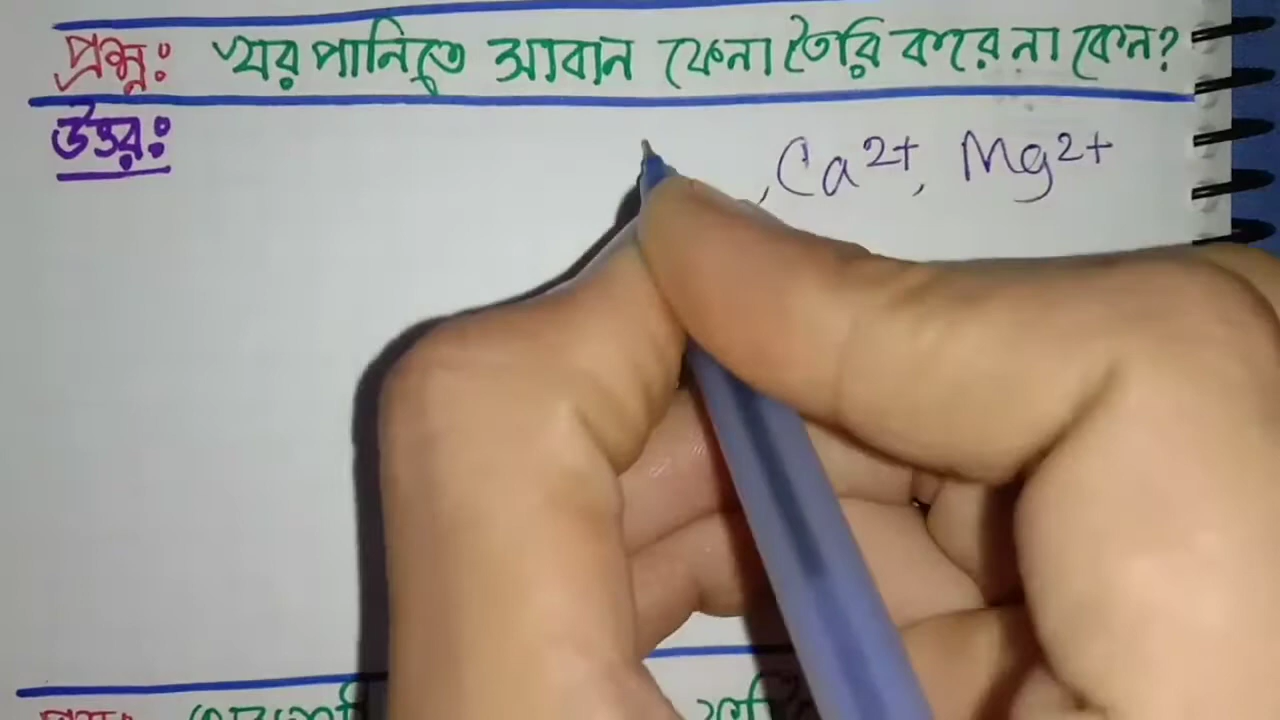 প্রশ্ন: খর পানিতে সাবান ফেনা তৈরি করে না কেন?
উত্তর:
, Ca2+, Mg2+